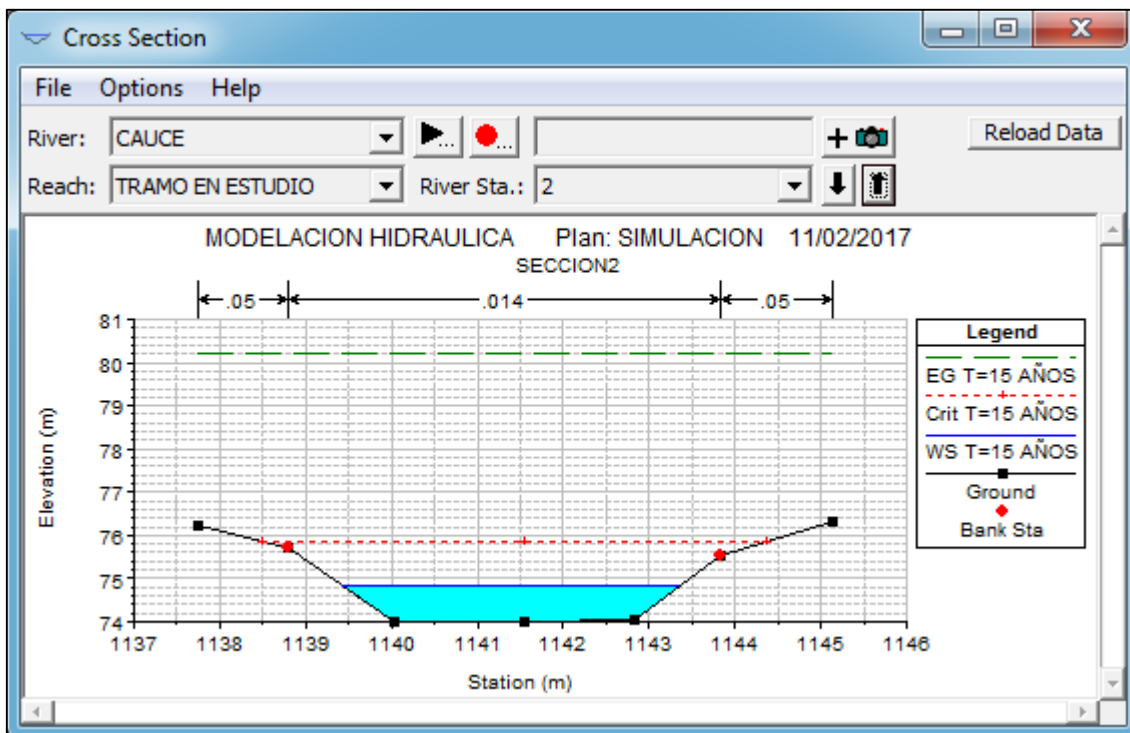 Cross Section
File Options Help
River: CAUCE ... ... + Reload Data
Reach: TRAMO EN ESTUDIO River Sta.: 2
MODELACION HIDRAULICA Plan: SIMULACION 11/02/2017
SECCION2
.05 .014 .05
81
80
79
78
77
76
75
74
1137 1138 1139 1140 1141 1142 1143 1144 1145 1146
Elevation (m)
Station (m)
Legend
EG T=15 AÑOS
Crit T=15 AÑOS
WS T=15 AÑOS
Ground
Bank Sta